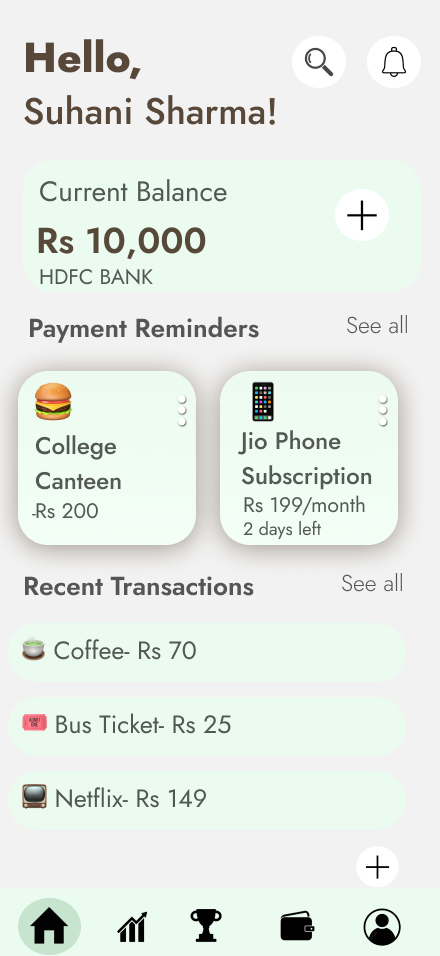 Hello,
Suhani Sharma!
Current Balance
Rs 10,000
HDFC BANK
Payment Reminders
See all
College
Canteen
-Rs 200
Jio Phone
Subscription
Rs 199/month
2 days left
Recent Transactions
See all
Coffee- Rs 70
Bus Ticket- Rs 25
Netflix- Rs 149